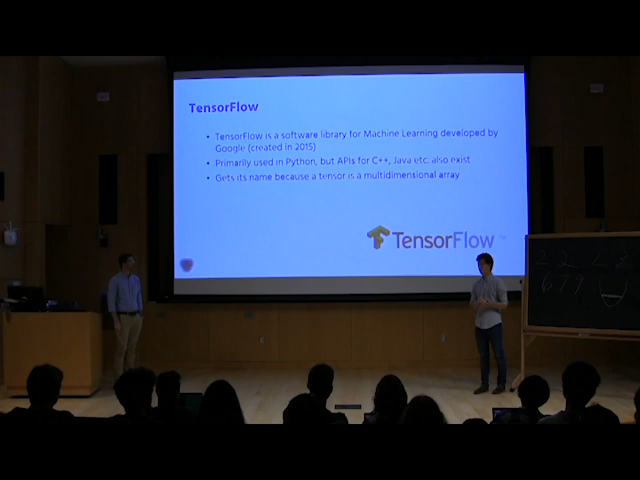 TensorFlow
• TensorFlow is a software library for Machine Learning developed by
Google (created in 2015)
• Primarily used in Python, but APIs for C++, Java etc. also exist
• Gets its name because a tensor is a multidimensional array
TensorFlow